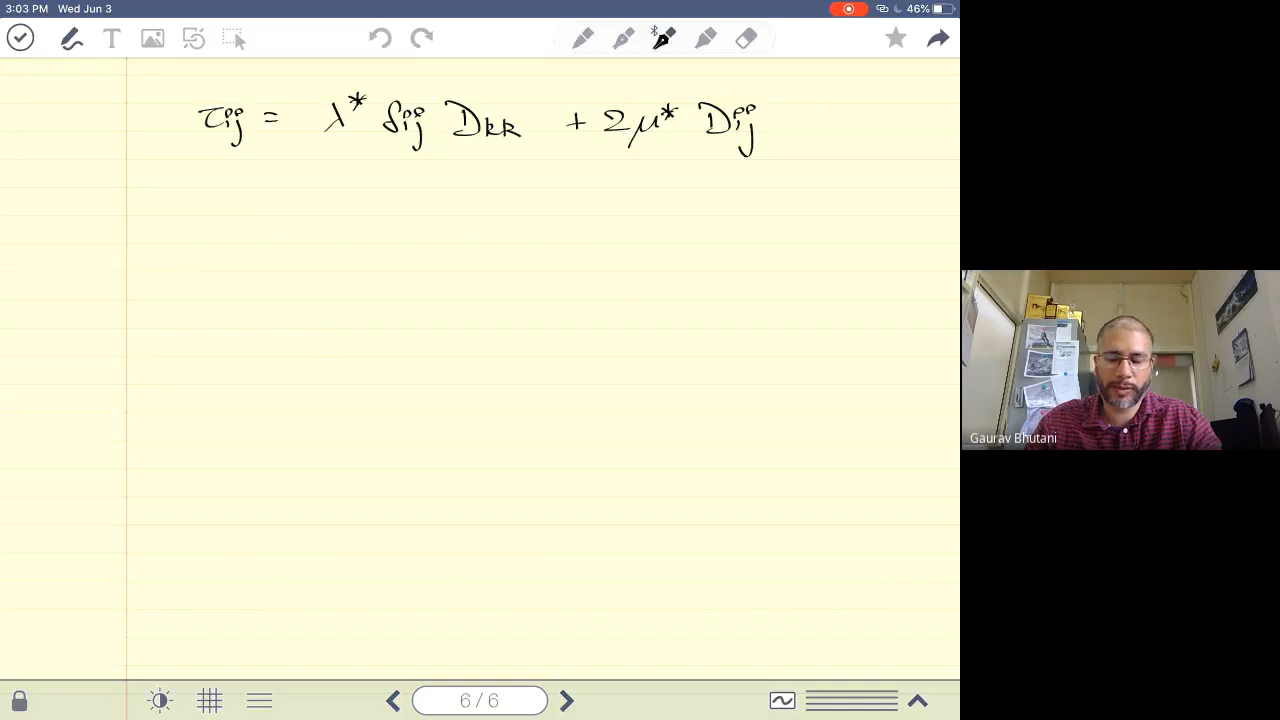 3:03 PM Wed Jun 3
46%
τij = λ* δij Dkk + 2μ* Dij
Gaurav Bhutani
6 / 6